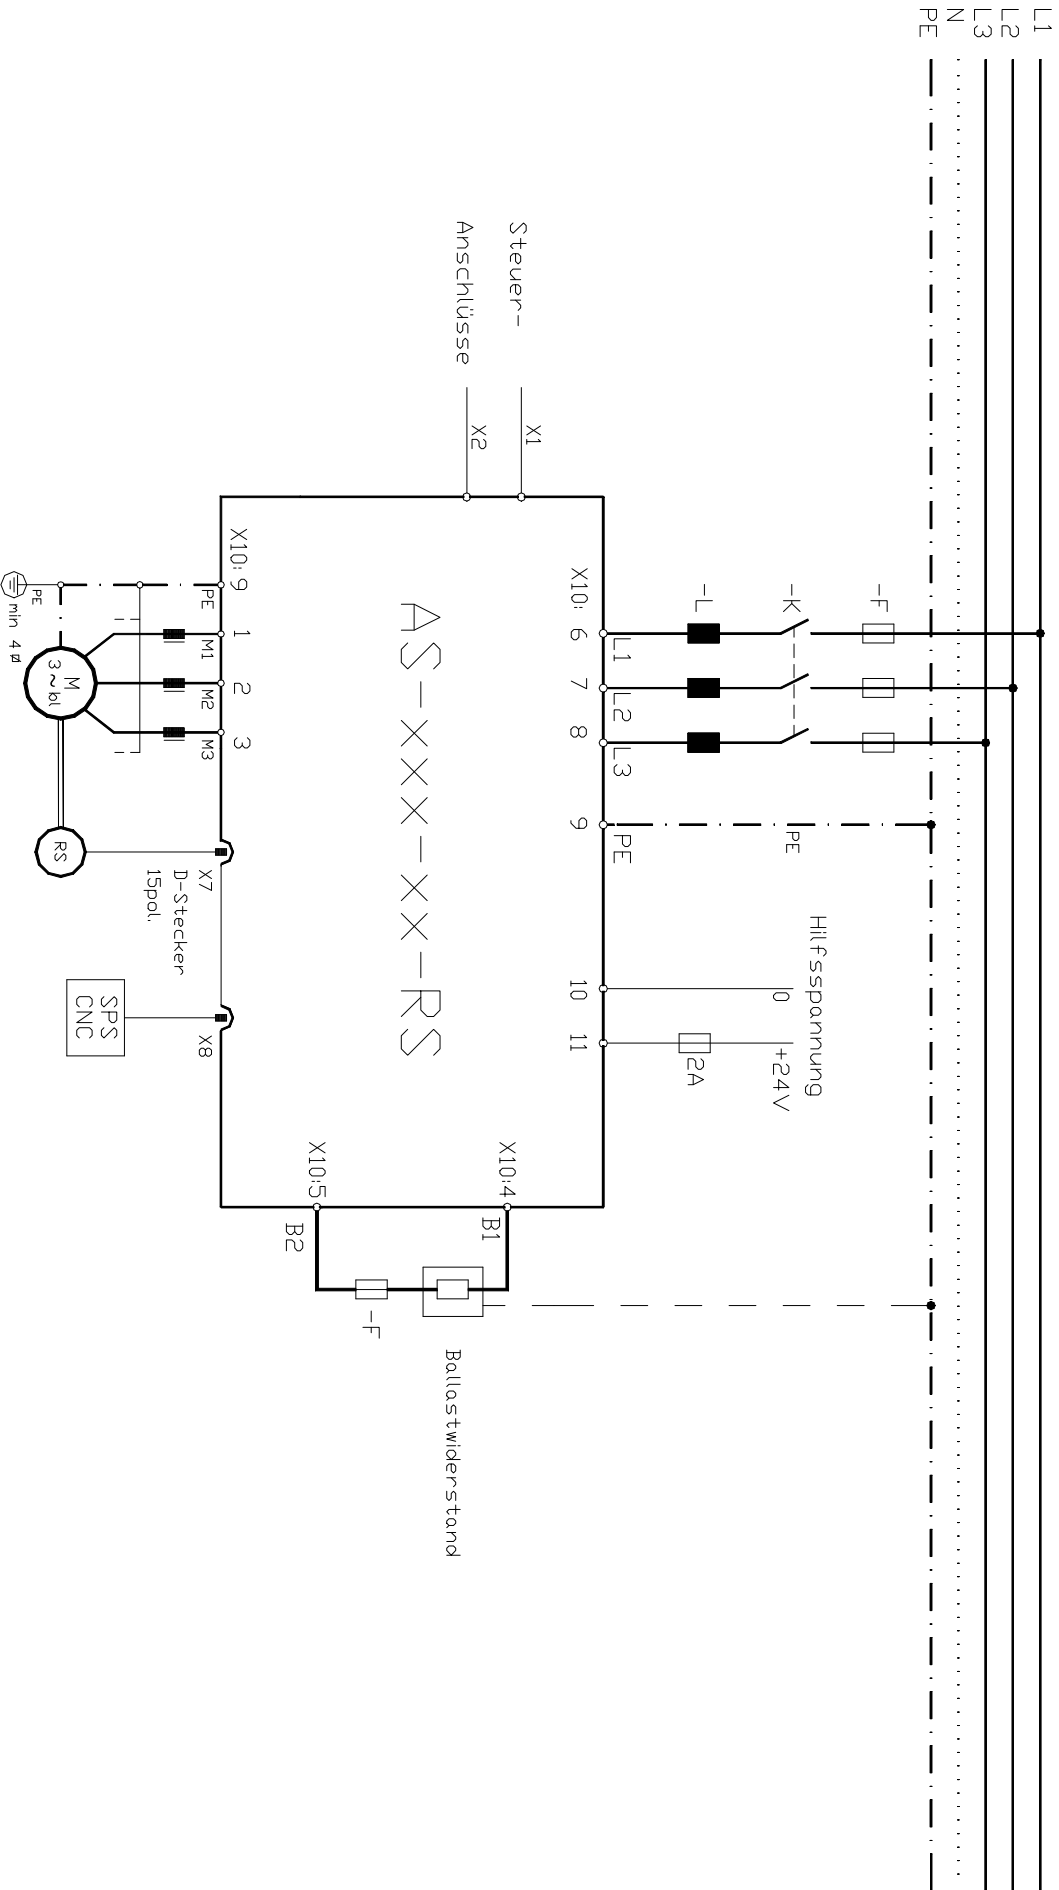 L1
L2
L3
N
PE
-F
-K
-L
PE
Hilfsspannung
0
+24V
2A
L1
L2
L3
PE
X10:
6
7
8
9
10
11
Steuer-
Anschlüsse
X1
X2
AS-XXX-XX-RS
X10:4
B1
X10:5
B2
-F
Ballastwiderstand
X10:
9
1
2
3
PE
M1
M2
M3
X7
D-Stecker
15pol.
X8
PE
min 4
M
3~bl
RS
SPS
CNC